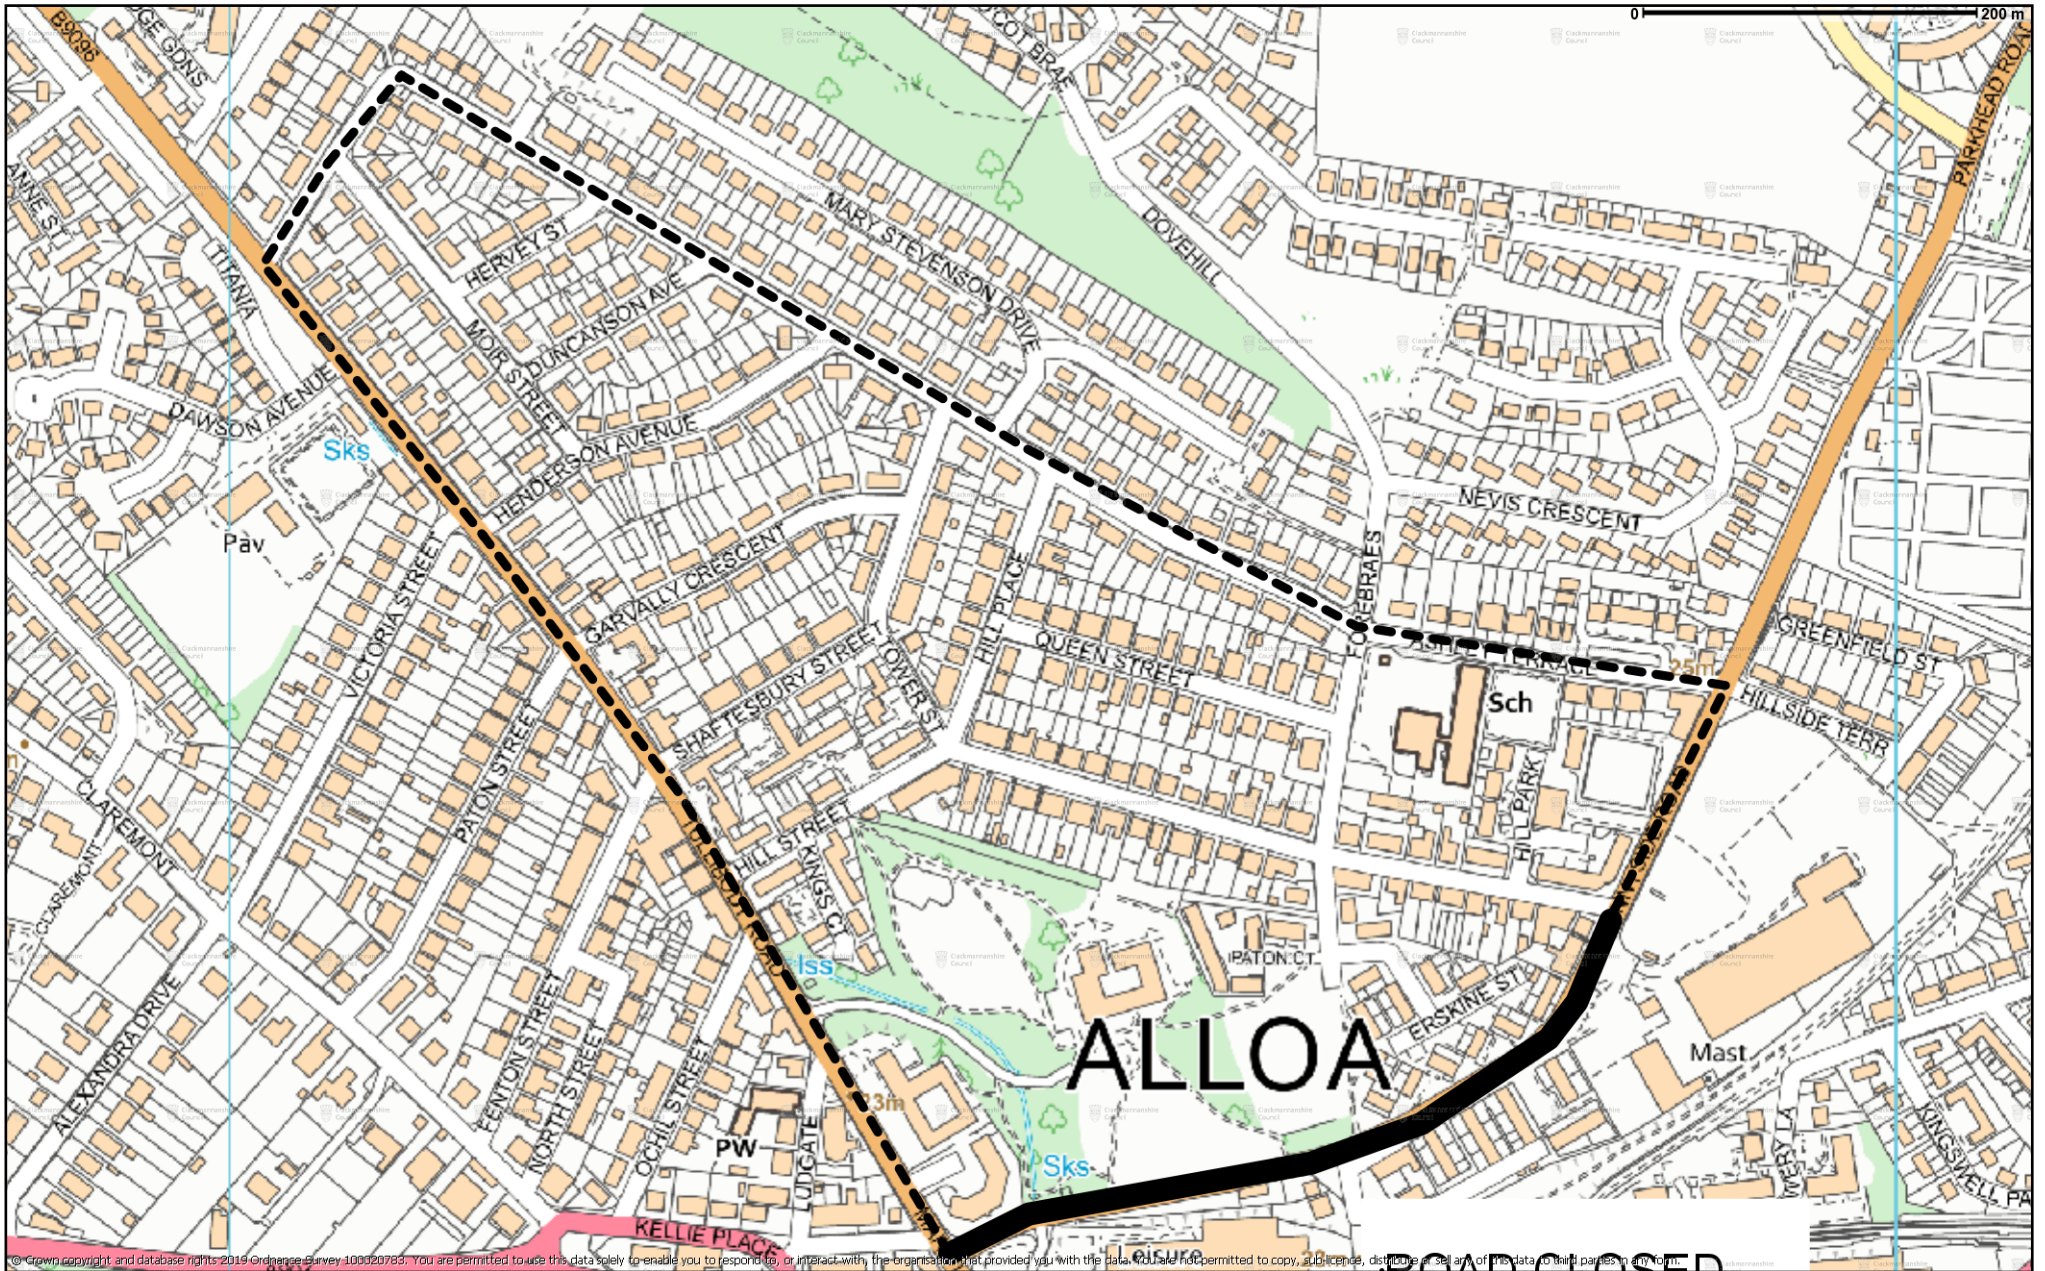 B9096
0 200 m
PARKHEAD ROAD
ANNE ST
TITANIA
MARY STEVENSON DRIVE
DOVEHILL
HERVEY ST
DUNCANSON AVE
MOIR STREET
DAWSON AVENUE
Sks
HENDERSON AVENUE
Pav
NEVIS CRESCENT
VICTORIA STREET
GARVALLY CRESCENT
FOREBRAES
HILL PLACE
QUEEN STREET
GREENFIELD ST
25m
HILLSIDE TERR
Sch
SHAFTESBURY STREET
TOWER ST
PATON STREET
CLAREMONT
CLAREMONT
HILL STREET
KINGS CT
HILL PARK
Iss
PATON CT
ERSKINE ST
ALLOA
Mast
ALEXANDRA DRIVE
FENTON STREET
NORTH STREET
OCHIL STREET
LUDGATE
PW
Sks
KINGSWELL PA
KELLIE PLACE
Leisure
ROAD CLOSED
© Crown copyright and database rights 2019 Ordnance Survey 100020783. You are permitted to use this data solely to enable you to respond to, or interact with, the organisation that provided you with the data. You are not permitted to copy, sub-licence, distribute or sell any of this data to third parties in any form.